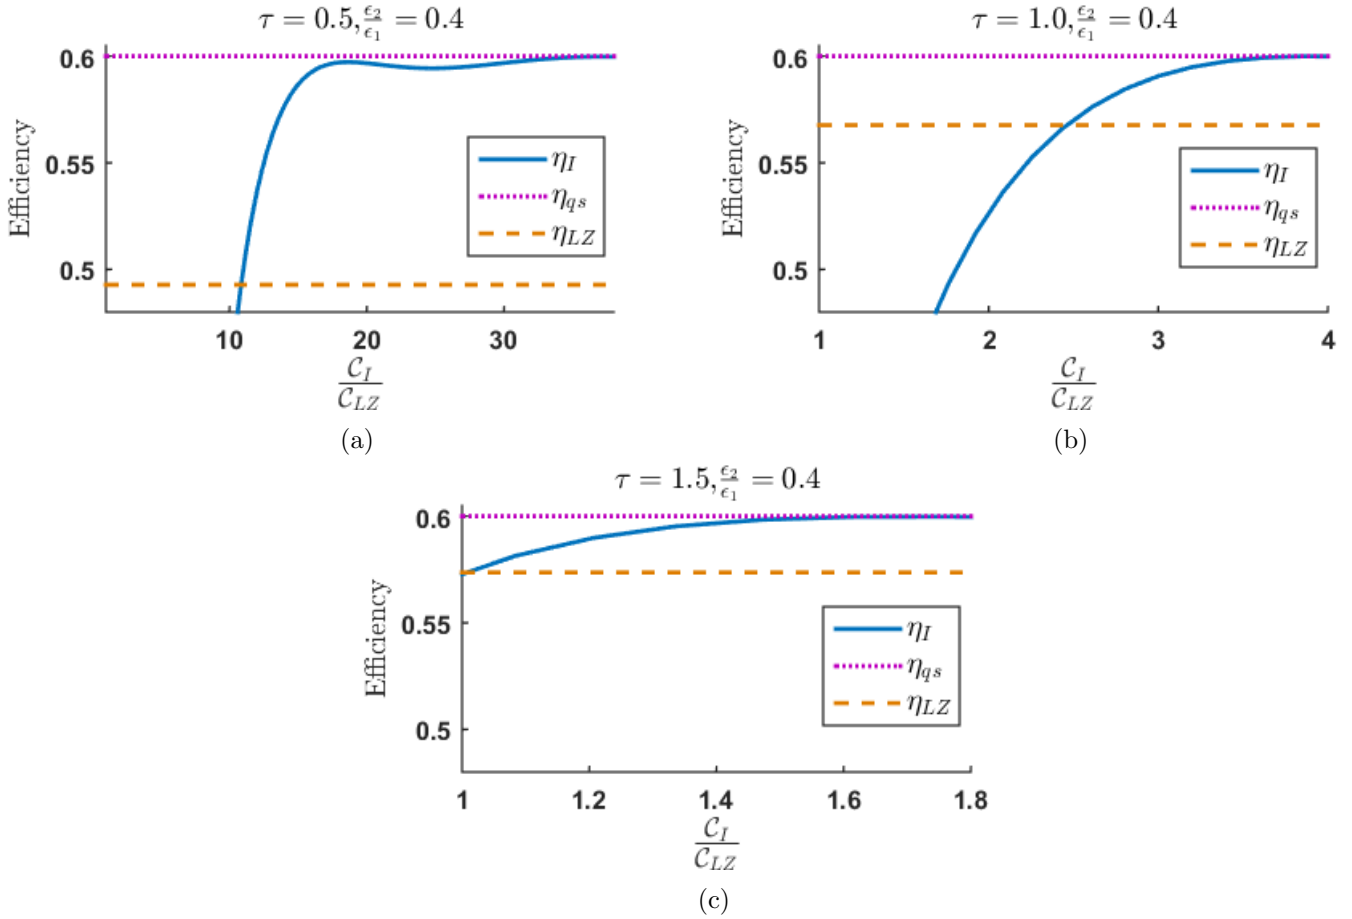 τ = 0.5, ϵ₂/ϵ₁ = 0.4
0.6
0.55
0.5
Efficiency
η_I
η_qs
η_LZ
10 20 30
C_I/C_LZ
(a)
τ = 1.0, ϵ₂/ϵ₁ = 0.4
0.6
0.55
0.5
Efficiency
η_I
η_qs
η_LZ
1 2 3 4
C_I/C_LZ
(b)
τ = 1.5, ϵ₂/ϵ₁ = 0.4
0.6
0.55
0.5
Efficiency
η_I
η_qs
η_LZ
1 1.2 1.4 1.6 1.8
C_I/C_LZ
(c)